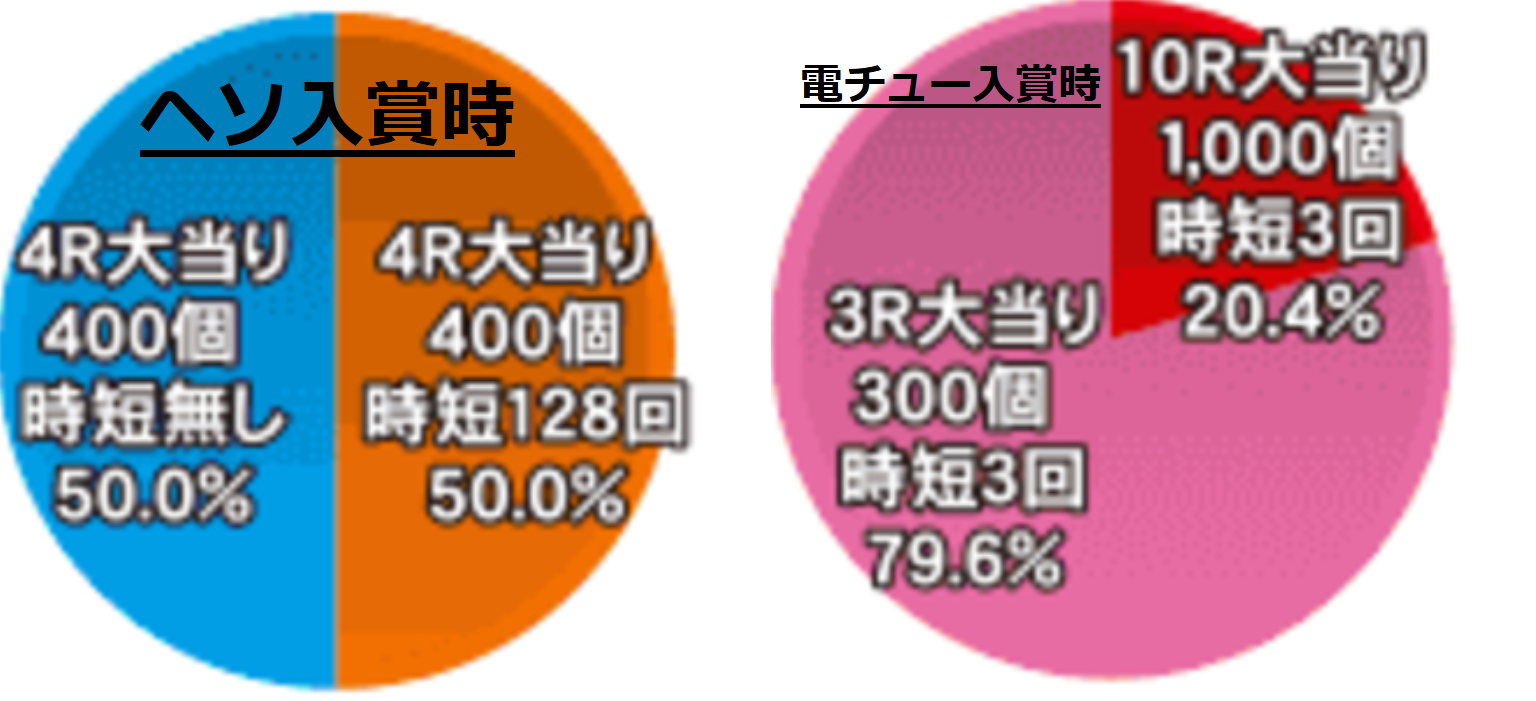 ヘソ入賞時
4R大当り
400個
時短無し
50.0%
4R大当り
400個
時短128回
50.0%
電チュー入賞時
10R大当り
1,000個
時短3回
20.4%
3R大当り
300個
時短3回
79.6%